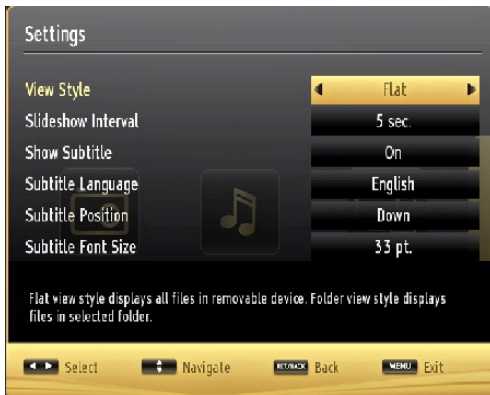 Settings
View Style Flat
Slideshow Interval 5 sec.
Show Subtitle On
Subtitle Language English
Subtitle Position Down
Subtitle Font Size 33 pt.
Flat view style displays all files in removable device. Folder view style displays
files in selected folder.
Select Navigate RET/BACK Back MENU Exit